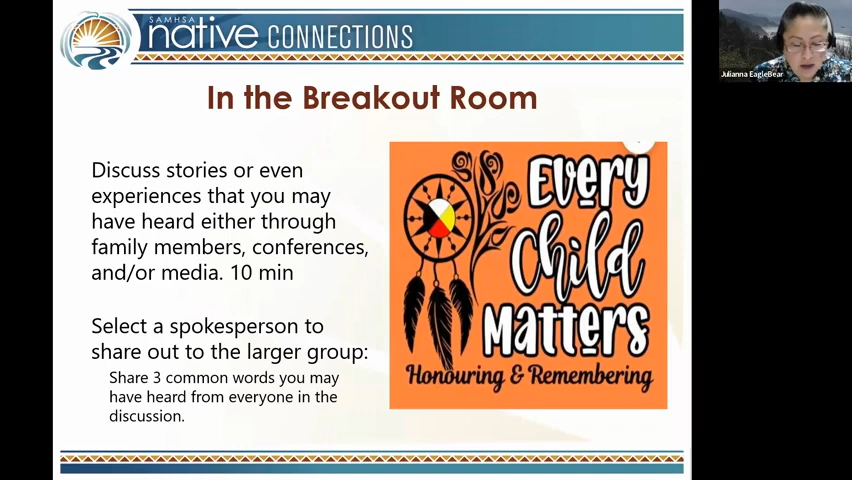 SAMHSA
native CONNECTIONS
In the Breakout Room
Discuss stories or even
experiences that you may
have heard either through
family members, conferences,
and/or media. 10 min
Select a spokesperson to
share out to the larger group:
Share 3 common words you may
have heard from everyone in the
discussion.
Every
Child
Matters
Honouring & Remembering
Julianna EagleBear